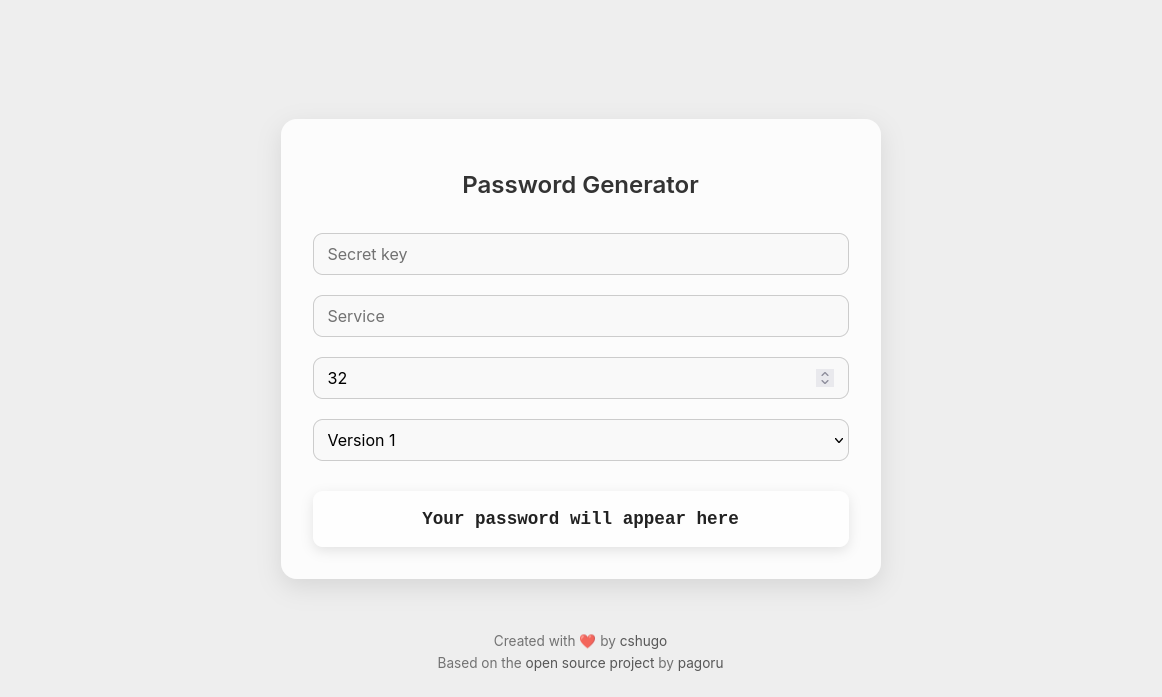 Password Generator
Secret key
Service
32
Version 1
Your password will appear here
Created with ❤️ by cshugo
Based on the open source project by pagoru